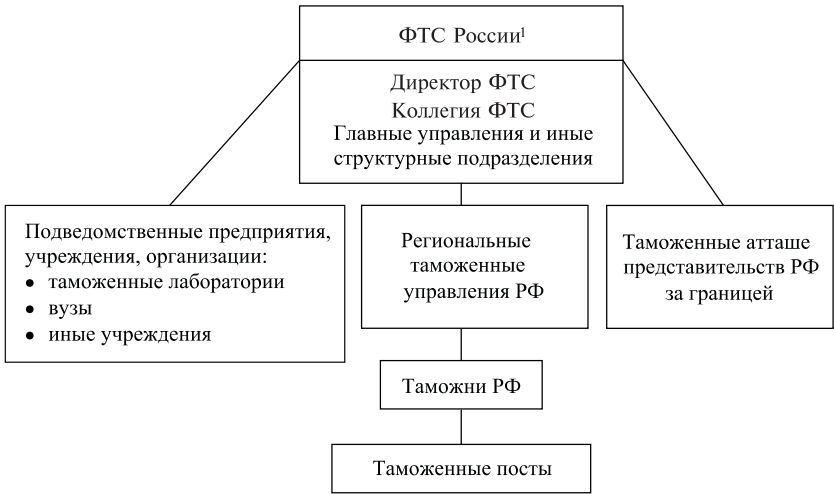 ФТС России¹
Директор ФТС
Коллегия ФТС
Главные управления и иные
структурные подразделения
Подведомственные предприятия,
учреждения, организации:
• таможенные лаборатории
• вузы
• иные учреждения
Региональные
таможенные
управления РФ
Таможенные атташе
представительств РФ
за границей
Таможни РФ
Таможенные посты